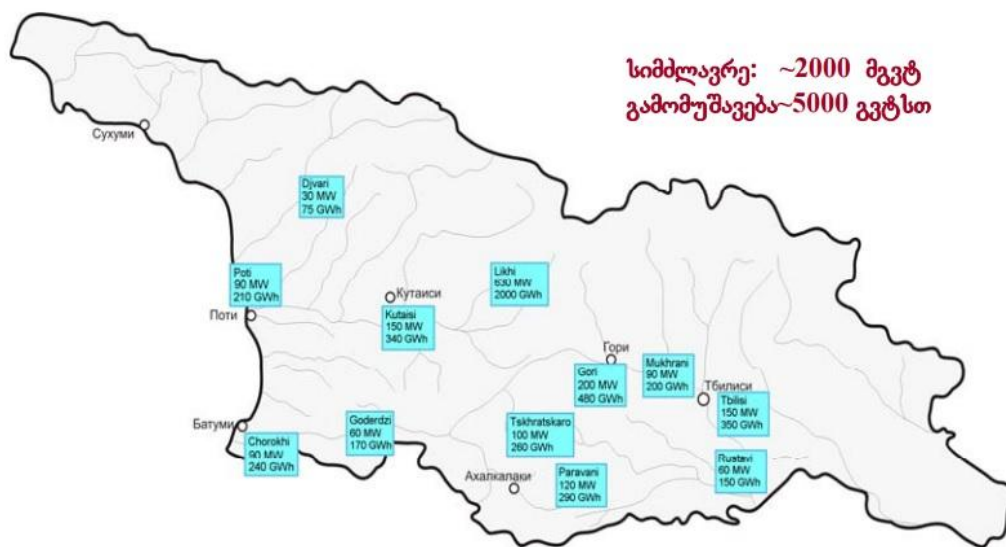 სიმძლავრე: ~2000 მგვტ
გამომუშავება~5000 გვტსთ
Сухуми
Djvari
30 MW
75 GWh
Poti
90 MW
210 GWh
Поти
Кутаиси
Kutaisi
150 MW
340 GWh
Likhi
630 MW
2000 GWh
Гори
Gori
200 MW
480 GWh
Mukhrani
90 MW
200 GWh
Тбилиси
Tbilisi
150 MW
350 GWh
Батуми
Chorokhi
90 MW
240 GWh
Goderdzi
60 MW
170 GWh
Tskhratskaro
100 MW
260 GWh
Ахалкалаки
Paravani
120 MW
290 GWh
Rustavi
60 MW
150 GWh